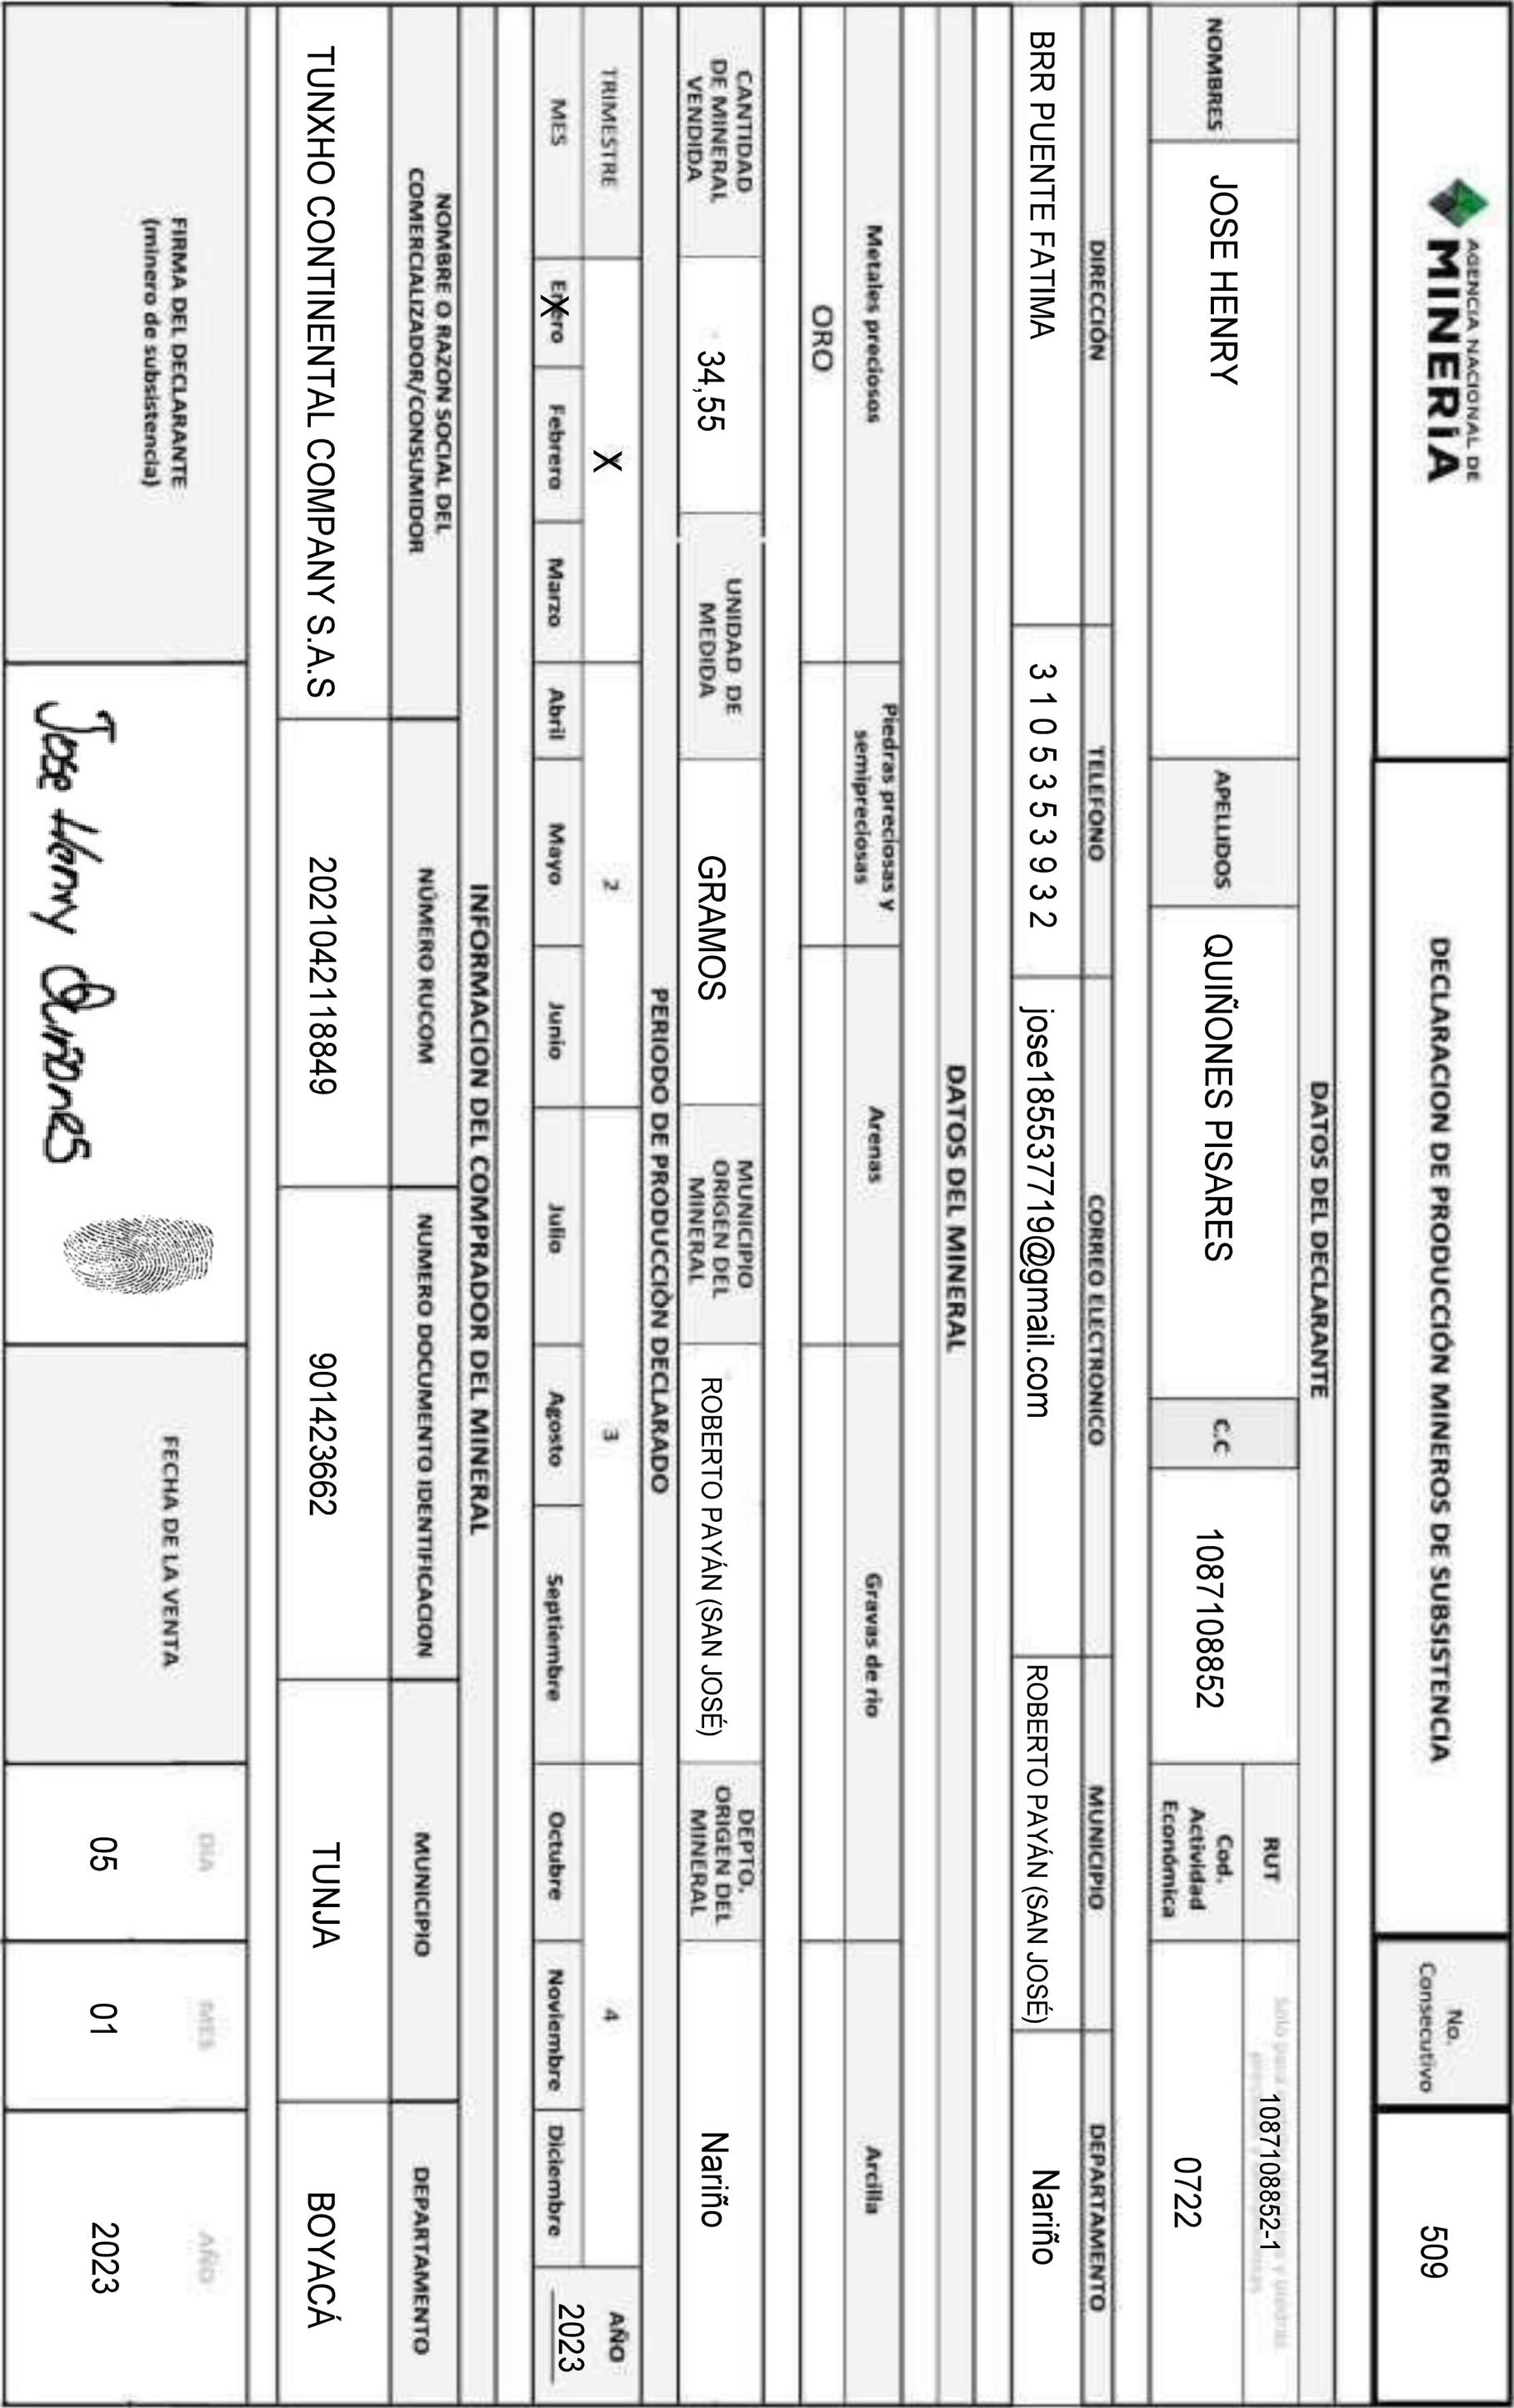 AGENCIA NACIONAL DE
MINERÍA
DECLARACION DE PRODUCCIÓN MINEROS DE SUBSISTENCIA
No.
Consecutivo
509
DATOS DEL DECLARANTE
NOMBRES
JOSE HENRY
APELLIDOS
QUIÑONES PISARES
C.C
1087108852
RUT
1087108852-1
Cod.
Actividad
Económica
0722
DIRECCIÓN
TELEFONO
CORREO ELECTRONICO
MUNICIPIO
DEPARTAMENTO
BRR PUENTE FATIMA
3 1 0 5 3 5 3 9 3 2
jose185537719@gmail.com
ROBERTO PAYÁN (SAN JOSÉ)
Nariño
DATOS DEL MINERAL
Metales preciosos
Piedras preciosas y
semipreciosas
Arenas
Gravas de rio
Arcilla
ORO
CANTIDAD
DE MINERAL
VENDIDA
34,55
UNIDAD DE
MEDIDA
GRAMOS
MUNICIPIO
ORIGEN DEL
MINERAL
ROBERTO PAYÁN (SAN JOSÉ)
DEPTO.
ORIGEN DEL
MINERAL
Nariño
PERIODO DE PRODUCCIÒN DECLARADO
TRIMESTRE
X
2
3
4
AÑO
MES
Enero
X
Febrero
Marzo
Abril
Mayo
Junio
Julio
Agosto
Septiembre
Octubre
Noviembre
Diciembre
2023
INFORMACION DEL COMPRADOR DEL MINERAL
NOMBRE O RAZON SOCIAL DEL
COMERCIALIZADOR/CONSUMIDOR
NÚMERO RUCOM
NUMERO DOCUMENTO IDENTIFICACION
MUNICIPIO
DEPARTAMENTO
TUNXHO CONTINENTAL COMPANY S.A.S
2021042118849
901423662
TUNJA
BOYACÁ
FIRMA DEL DECLARANTE
(minero de subsistencia)
Jose Henry Quiñones
FECHA DE LA VENTA
DIA
MES
AÑO
05
01
2023